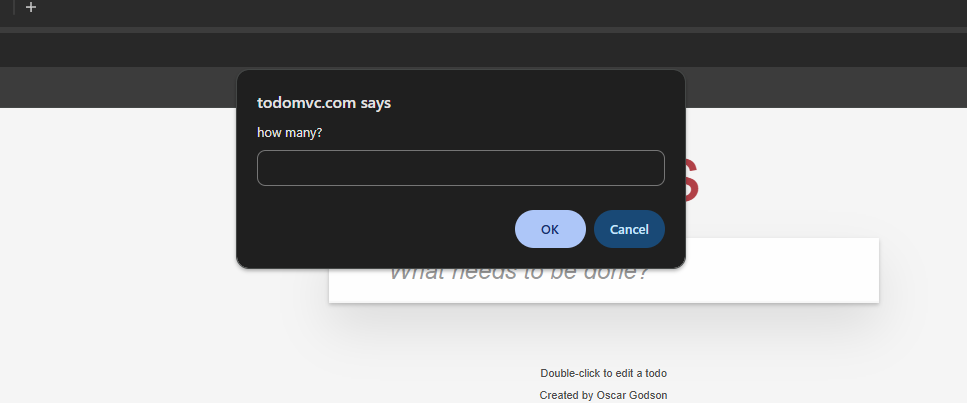 todomvc.com says
how many?
OK Cancel
What needs to be done?
Double-click to edit a todo
Created by Oscar Godson